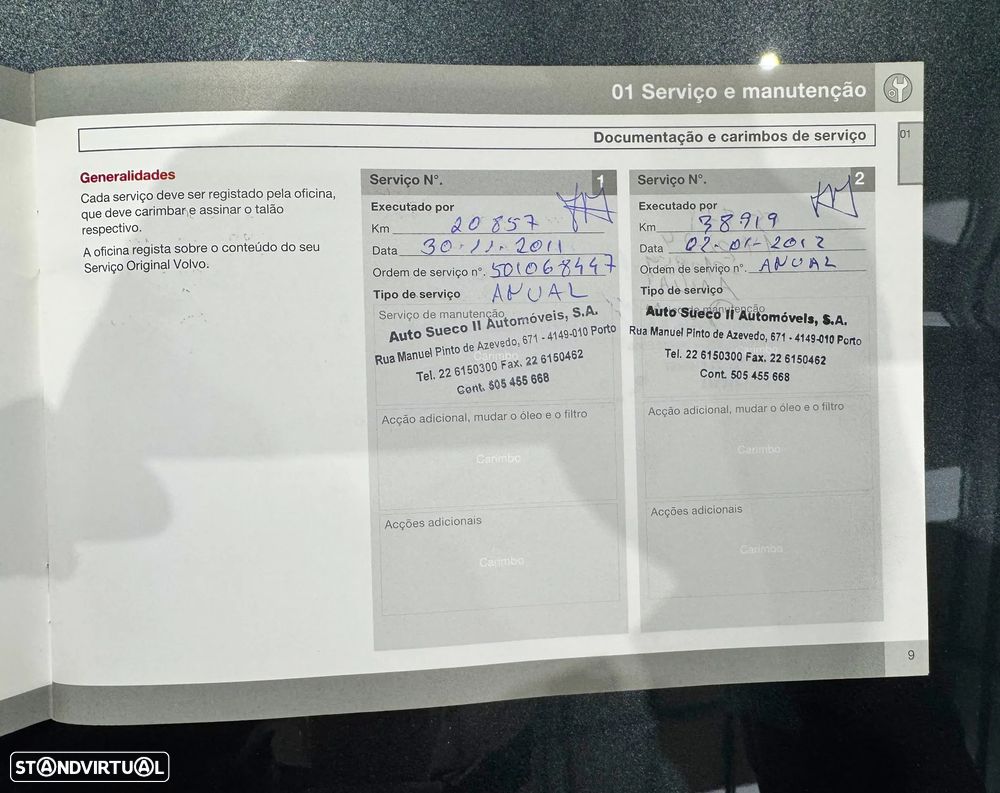 01 Serviço e manutenção
Documentação e carimbos de serviço
01
Generalidades
Cada serviço deve ser registado pela oficina,
que deve carimbar e assinar o talão
respectivo.
A oficina regista sobre o conteúdo do seu
Serviço Original Volvo.
Serviço N°. 1
Executado por
Km 20 857
Data 30.11.2011
Ordem de serviço n°. 501068447
Tipo de serviço ANUAL
Serviço de manutenção
Auto Sueco II Automóveis, S.A.
Rua Manuel Pinto de Azevedo, 671 - 4149-010 Porto
Carimbo
Tel. 22 6150300 Fax. 22 6150462
Cont. 505 455 668
Acção adicional, mudar o óleo e o filtro
Carimbo
Acções adicionais
Carimbo
Serviço N°. 2
Executado por
Km 38919
Data 02-01-2012
Ordem de serviço n°. ANUAL
Tipo de serviço
Serviço de manutenção
Auto Sueco II Automóveis, S.A.
Rua Manuel Pinto de Azevedo, 671 - 4149-010 Porto
Carimbo
Tel. 22 6150300 Fax. 22 6150462
Cont. 505 455 668
Acção adicional, mudar o óleo e o filtro
Carimbo
Acções adicionais
Carimbo
9
STANDVIRTUAL